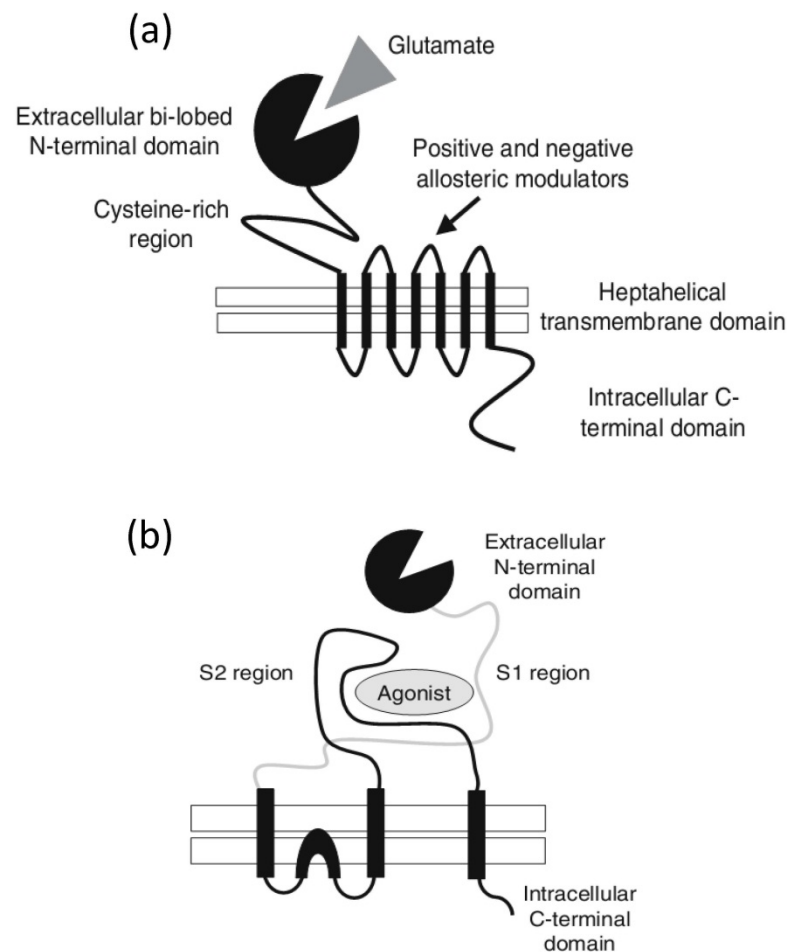 (a)
Glutamate
Extracellular bi-lobed
N-terminal domain
Positive and negative
allosteric modulators
Cysteine-rich
region
Heptahelical
transmembrane domain
Intracellular C-
terminal domain
(b)
Extracellular
N-terminal
domain
S2 region
Agonist
S1 region
Intracellular
C-terminal
domain